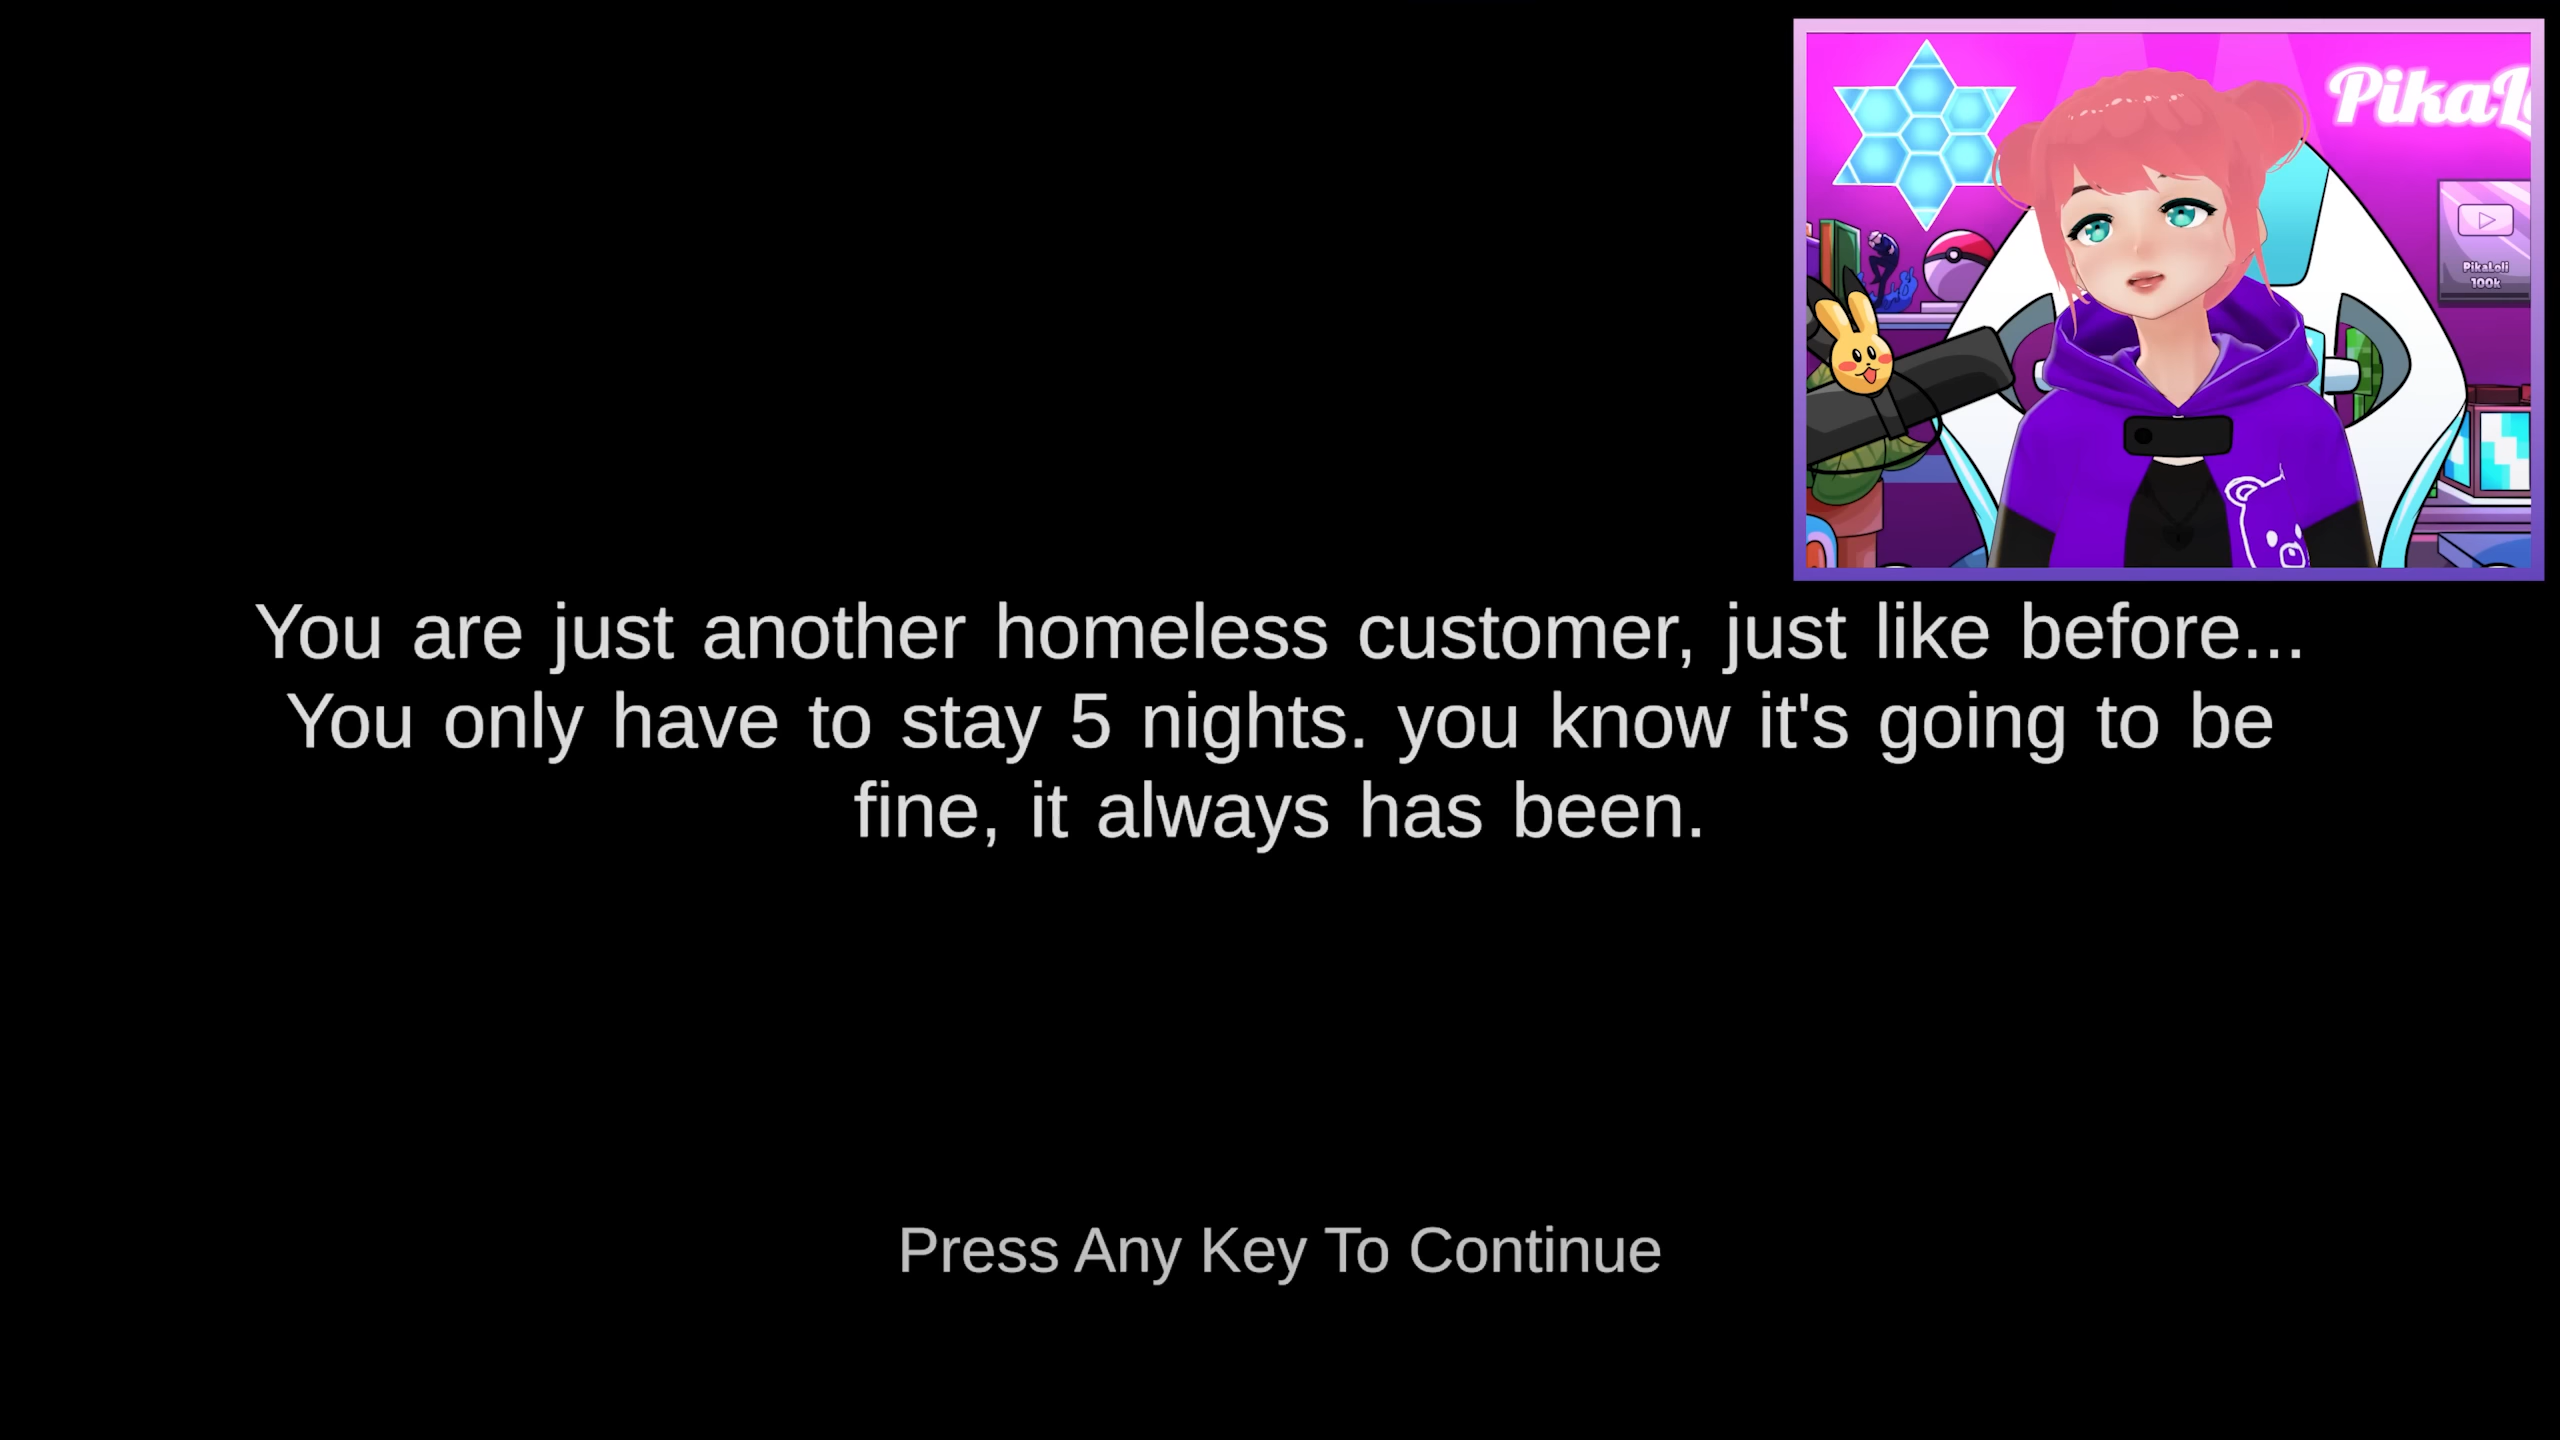 PikaLo
PikaLoli
100k
You are just another homeless customer, just like before...
You only have to stay 5 nights. you know it's going to be
fine, it always has been.
Press Any Key To Continue